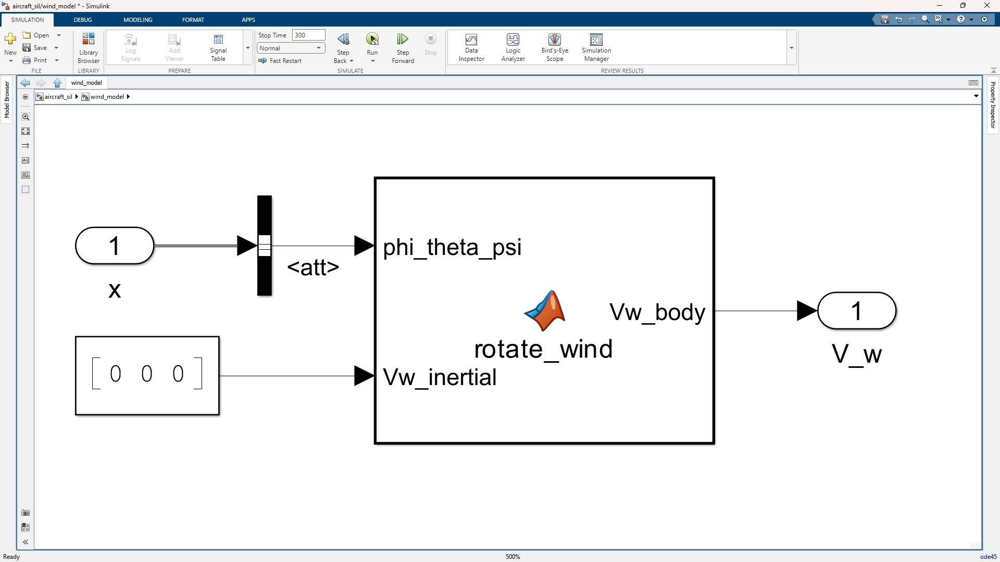 aircraft_sil/wind_model * - Simulink
SIMULATION DEBUG MODELING FORMAT APPS
New
Open
Save
Print
FILE
Library Browser
LIBRARY
Log Signals
Add Viewer
Signal Table
PREPARE
Stop Time 300
Normal
Fast Restart
Step Back
Run
Step Forward
Stop
SIMULATE
Data Inspector
Logic Analyzer
Bird's-Eye Scope
Simulation Manager
REVIEW RESULTS
Model Browser
wind_model
aircraft_sil wind_model
Property Inspector
1
x
<att>
phi_theta_psi
0 0 0
Vw_inertial
rotate_wind
Vw_body
1
V_w
Ready
500%
ode45